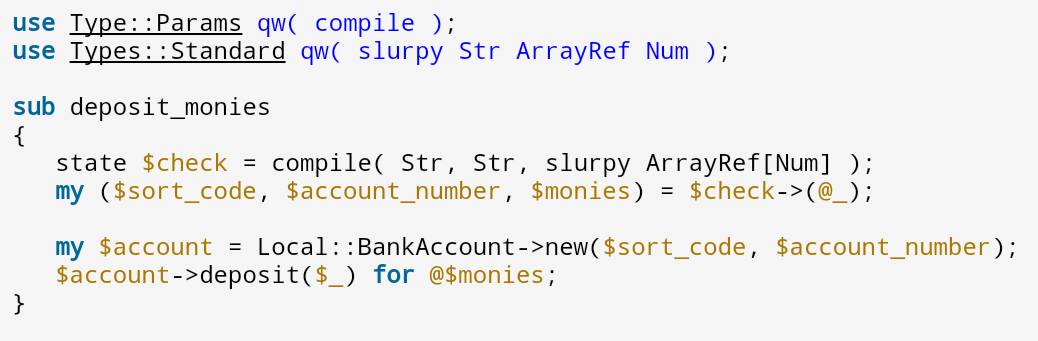 use Type::Params qw( compile );
use Types::Standard qw( slurpy Str ArrayRef Num );

sub deposit_monies
{
   state $check = compile( Str, Str, slurpy ArrayRef[Num] );
   my ($sort_code, $account_number, $monies) = $check->(@_);

   my $account = Local::BankAccount->new($sort_code, $account_number);
   $account->deposit($_) for @$monies;
}